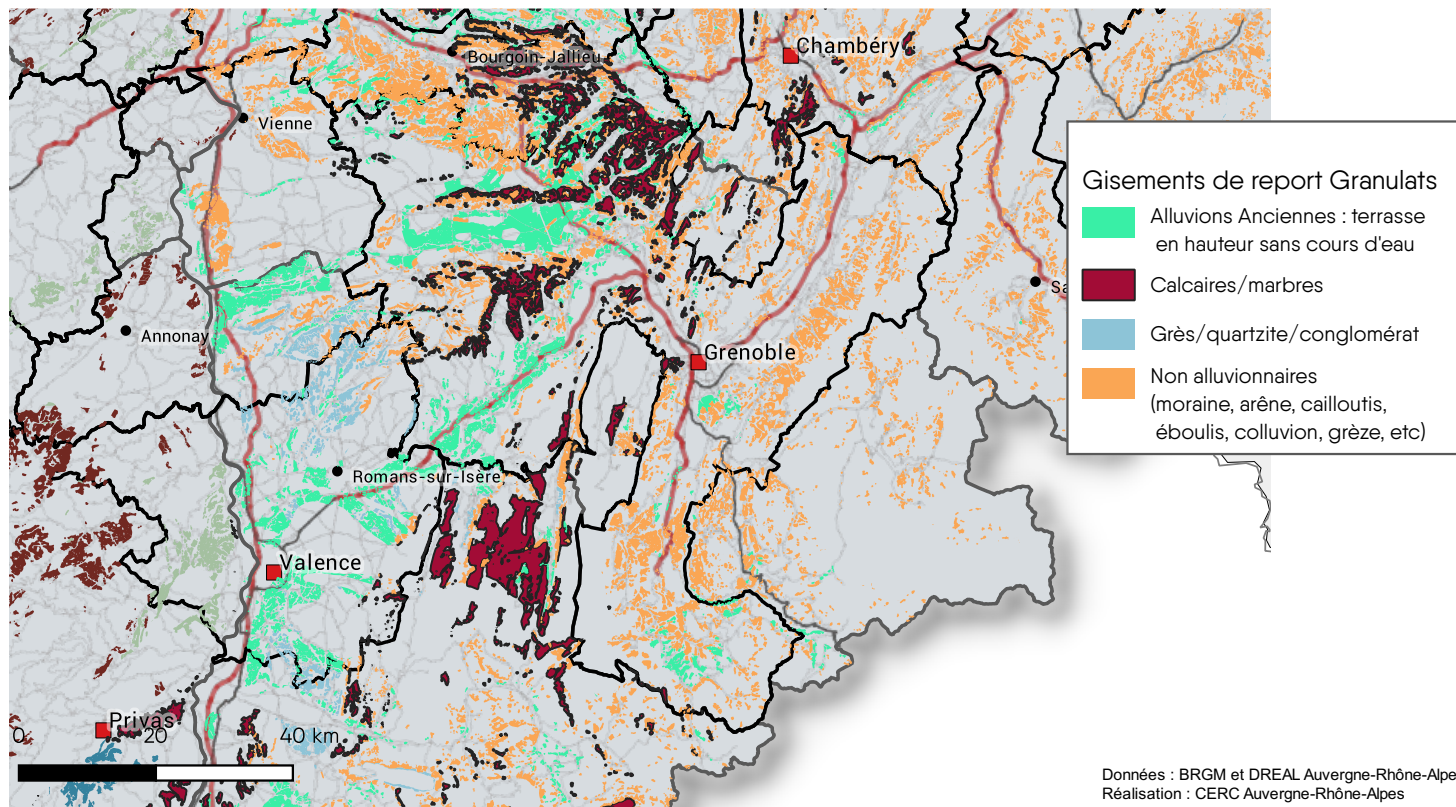 Bourgoin-Jallieu
Chambéry
Vienne
Gisements de report Granulats
Alluvions Anciennes : terrasse
en hauteur sans cours d'eau
Calcaires/marbres
Grès/quartzite/conglomérat
Non alluvionnaires
(moraine, arêne, cailloutis,
éboulis, colluvion, grèze, etc)
Annonay
Grenoble
Romans-sur-Isère
Valence
Privas
0 20 40 km
Données : BRGM et DREAL Auvergne-Rhône-Alpe
Réalisation : CERC Auvergne-Rhône-Alpes